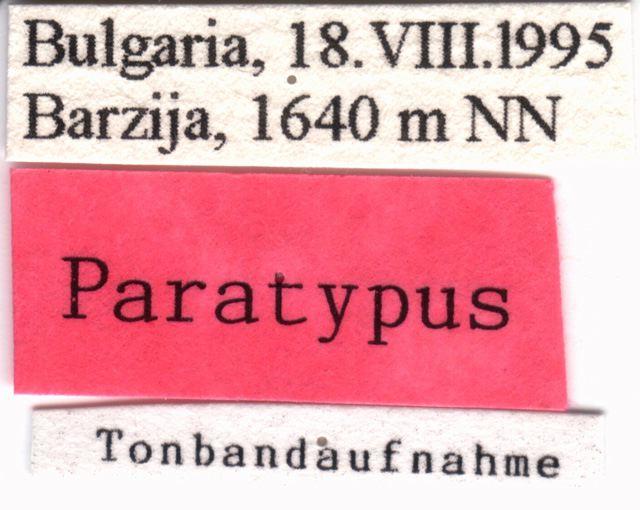 Bulgaria, 18.VIII.1995
Barzija, 1640 m NN
Paratypus
Tonbandaufnahme